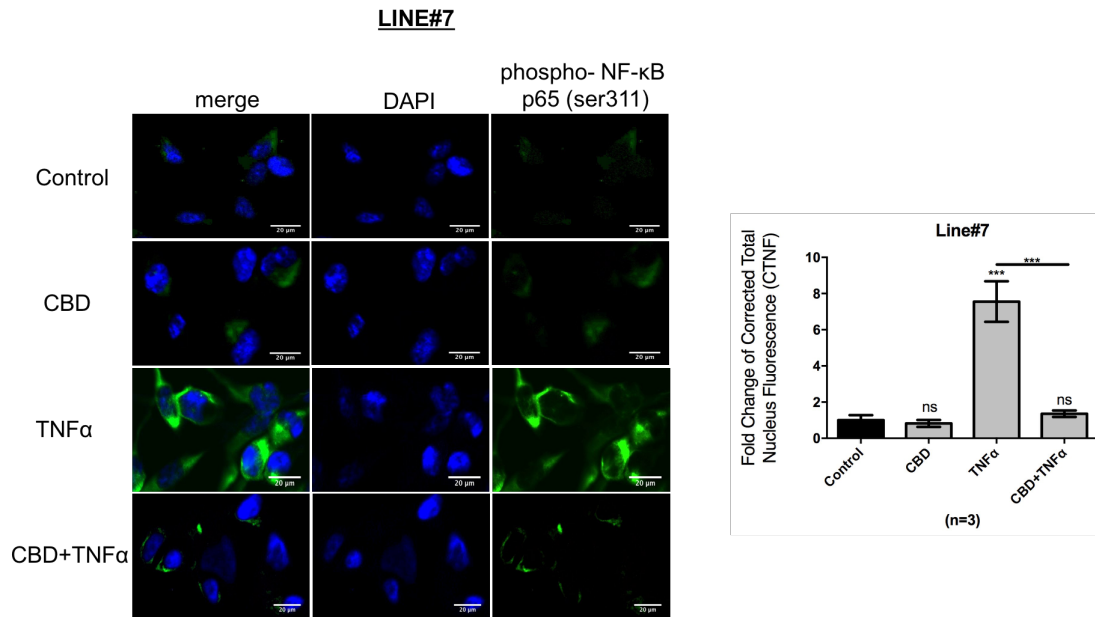 LINE#7
merge
DAPI
phospho- NF-κB
p65 (ser311)
Control
20 μm
20 μm
20 μm
CBD
20 μm
20 μm
20 μm
TNFα
20 μm
20 μm
20 μm
CBD+TNFα
20 μm
20 μm
20 μm
Line#7
Fold Change of Corrected Total
Nucleus Fluorescence (CTNF)
10
8
6
4
2
0
ns
***
***
ns
Control
CBD
TNFα
CBD+TNFα
(n=3)